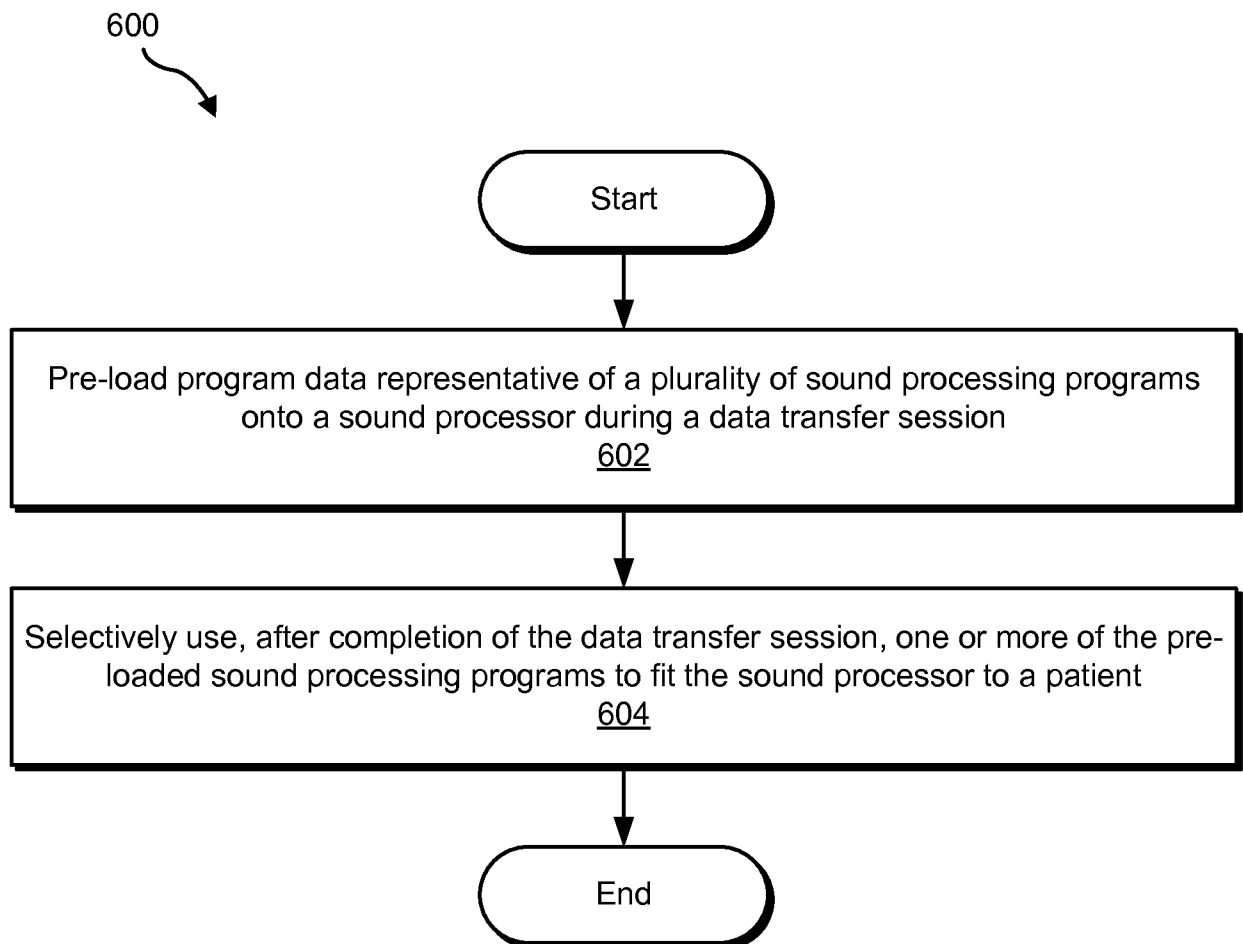 600
Start
Pre-load program data representative of a plurality of sound processing programs
onto a sound processor during a data transfer session
602
Selectively use, after completion of the data transfer session, one or more of the pre-
loaded sound processing programs to fit the sound processor to a patient
604
End